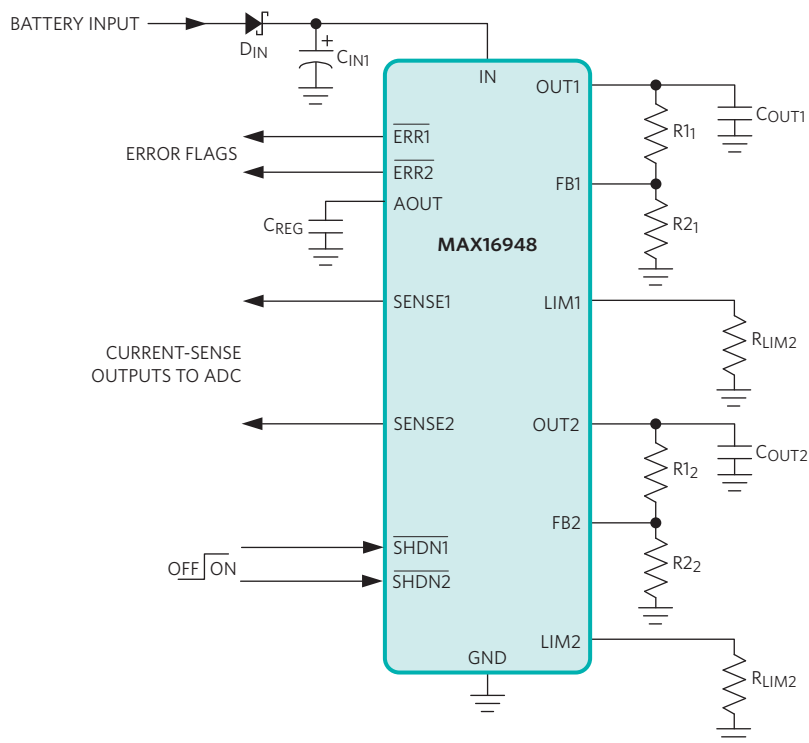 BATTERY INPUT
DIN
+
CIN1
IN
OUT1
COUT1
R11
ERR1
ERROR FLAGS
ERR2
FB1
AOUT
CREG
R21
MAX16948
SENSE1
LIM1
RLIM2
CURRENT-SENSE
OUTPUTS TO ADC
SENSE2
OUT2
COUT2
R12
FB2
SHDN1
OFF ON
SHDN2
R22
LIM2
GND
RLIM2